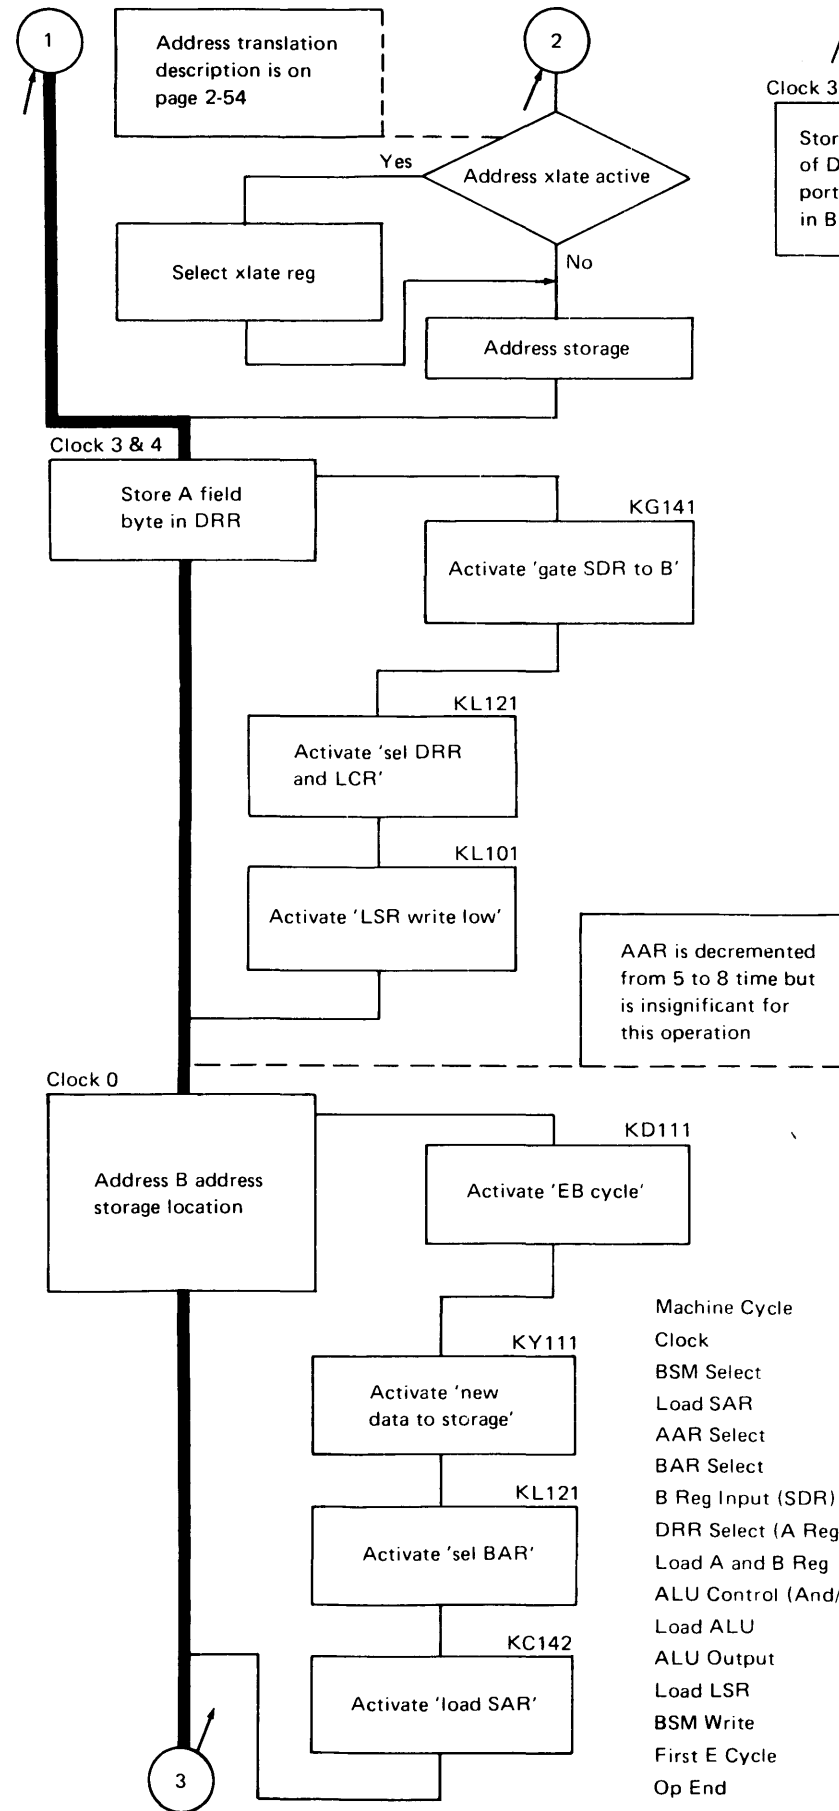 1
Address translation
description is on
page 2-54
2
Clock 3
Yes
Address xlate active
Select xlate reg
No
Address storage
Clock 3 & 4
Store A field
byte in DRR
KG141
Activate 'gate SDR to B'
KL121
Activate 'sel DRR
and LCR'
KL101
Activate 'LSR write low'
AAR is decremented
from 5 to 8 time but
is insignificant for
this operation
Clock 0
Address B address
storage location
KD111
Activate 'EB cycle'
KY111
Activate 'new
data to storage'
KL121
Activate 'sel BAR'
KC142
Activate 'load SAR'
3
Stor
of D
port
in B
Machine Cycle
Clock
BSM Select
Load SAR
AAR Select
BAR Select
B Reg Input (SDR)
DRR Select (A Reg
Load A and B Reg
ALU Control (And/
Load ALU
ALU Output
Load LSR
BSM Write
First E Cycle
Op End